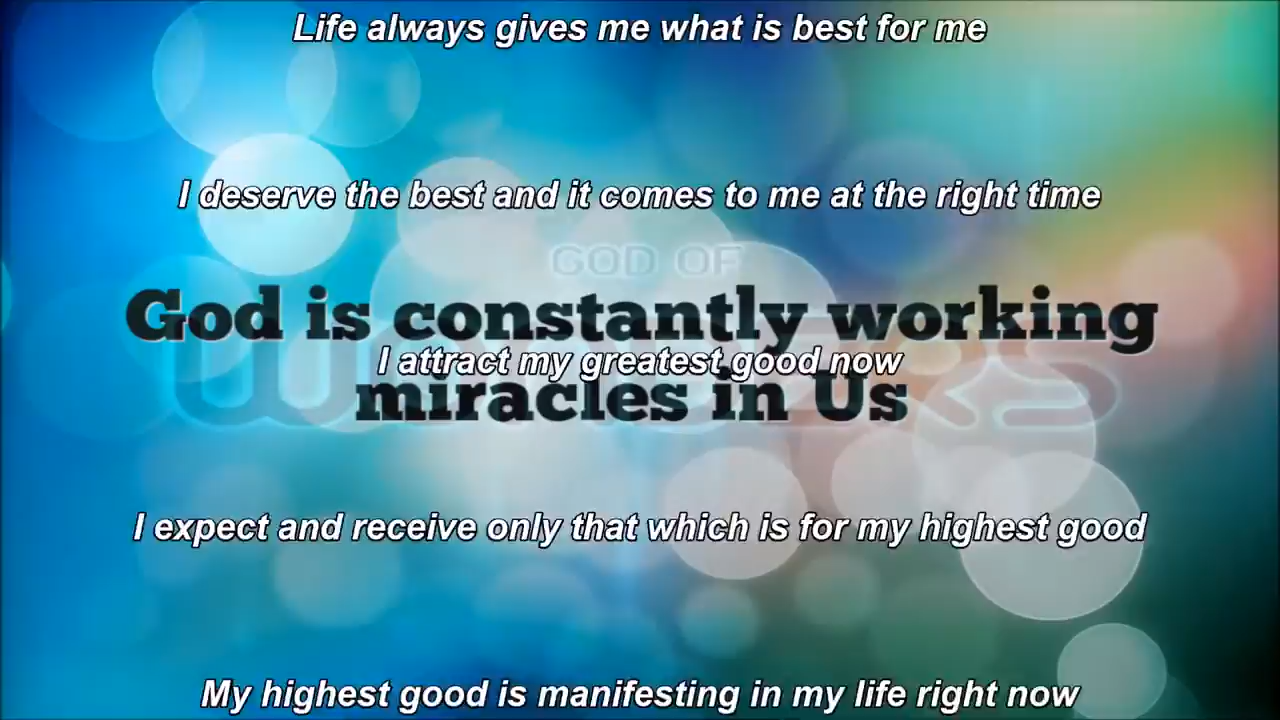 Life always gives me what is best for me
I deserve the best and it comes to me at the right time
GOD OF
God is constantly working
I attract my greatest good now
miracles in Us
I expect and receive only that which is for my highest good
My highest good is manifesting in my life right now